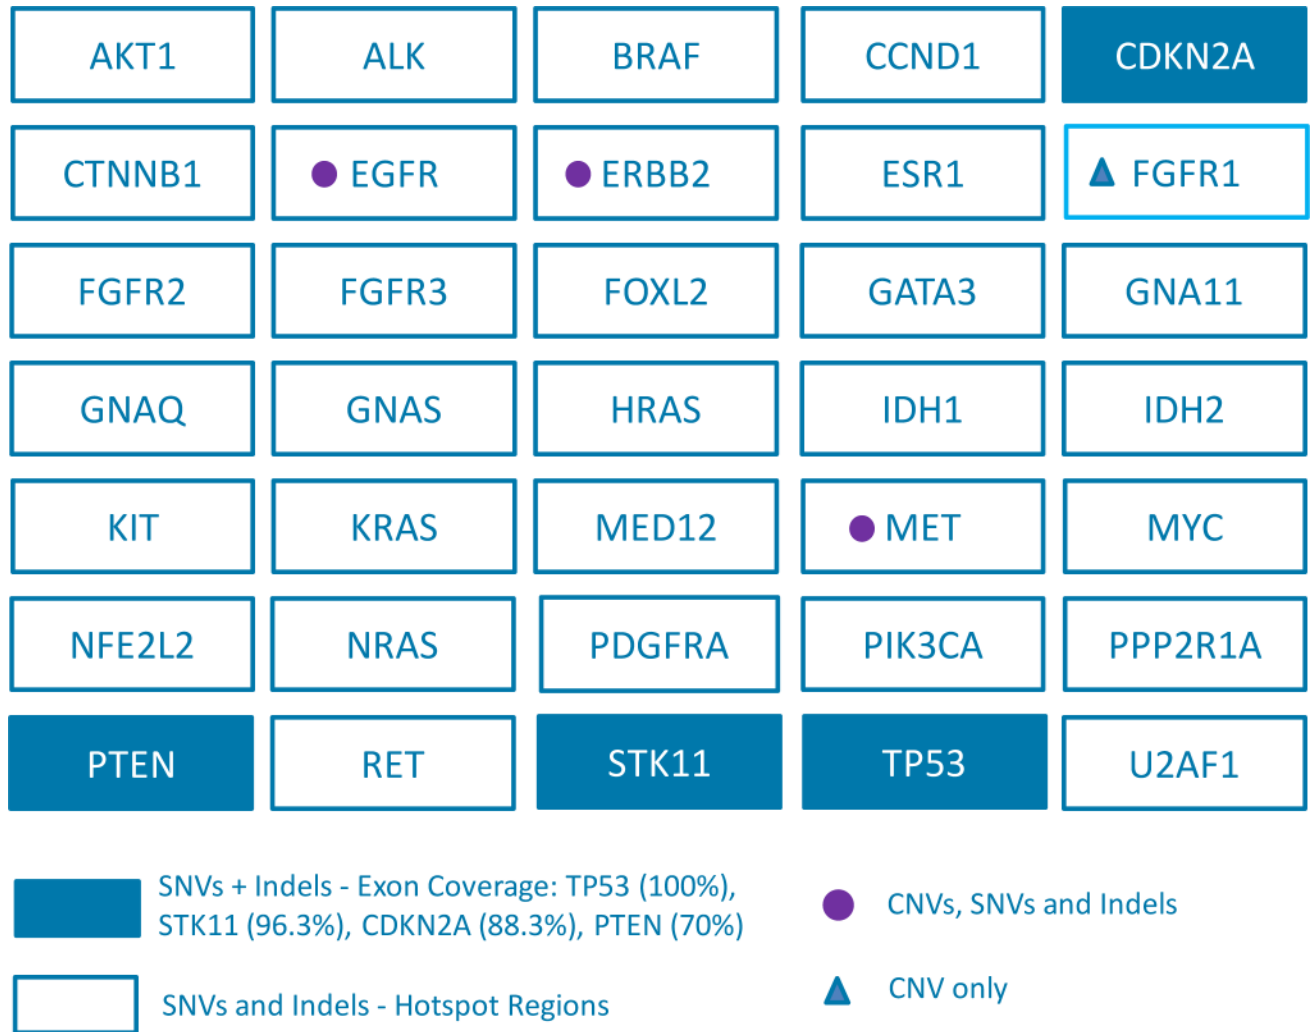 AKT1 ALK BRAF CCND1 CDKN2A
CTNNB1 EGFR ERBB2 ESR1 FGFR1
FGFR2 FGFR3 FOXL2 GATA3 GNA11
GNAQ GNAS HRAS IDH1 IDH2
KIT KRAS MED12 MET MYC
NFE2L2 NRAS PDGFRA PIK3CA PPP2R1A
PTEN RET STK11 TP53 U2AF1
SNVs + Indels - Exon Coverage: TP53 (100%),
STK11 (96.3%), CDKN2A (88.3%), PTEN (70%)
CNVs, SNVs and Indels
SNVs and Indels - Hotspot Regions
CNV only